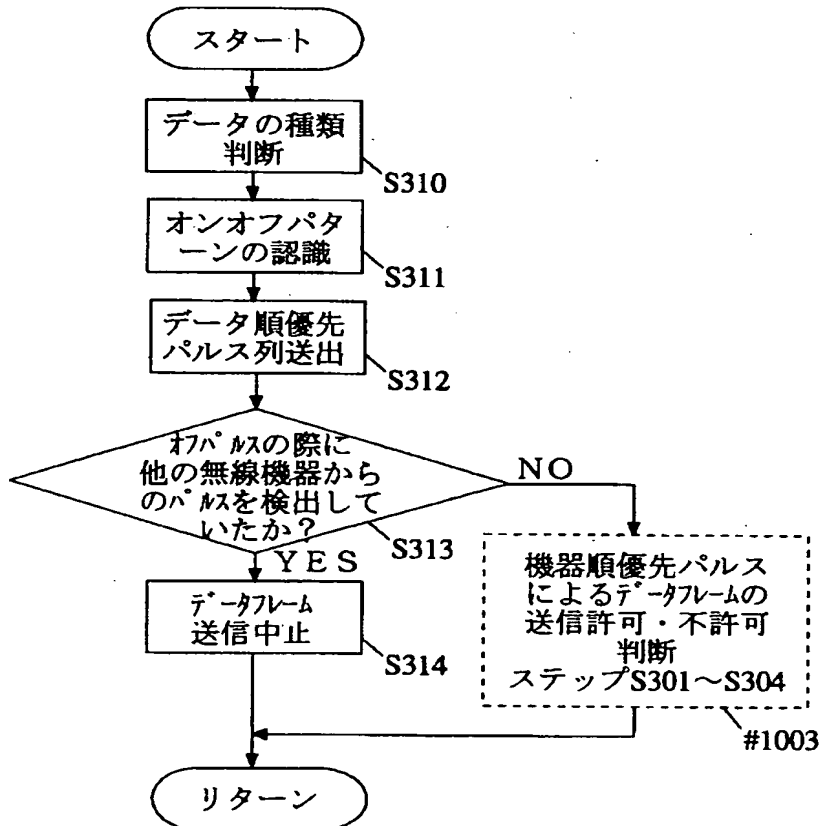 スタート
データの種類
判断
S310
オンオフパタ
ーンの認識
S311
データ順優先
パルス列送出
S312
ｵﾌﾊﾟﾙｽの際に
他の無線機器から
のﾊﾟﾙｽを検出して
いたか？
NO
S313
YES
ﾃﾞｰﾀﾌﾚｰﾑ
送信中止
S314
機器順優先パルス
によるﾃﾞｰﾀﾌﾚｰﾑの
送信許可・不許可
判断
ステップS301～S304
#1003
リターン